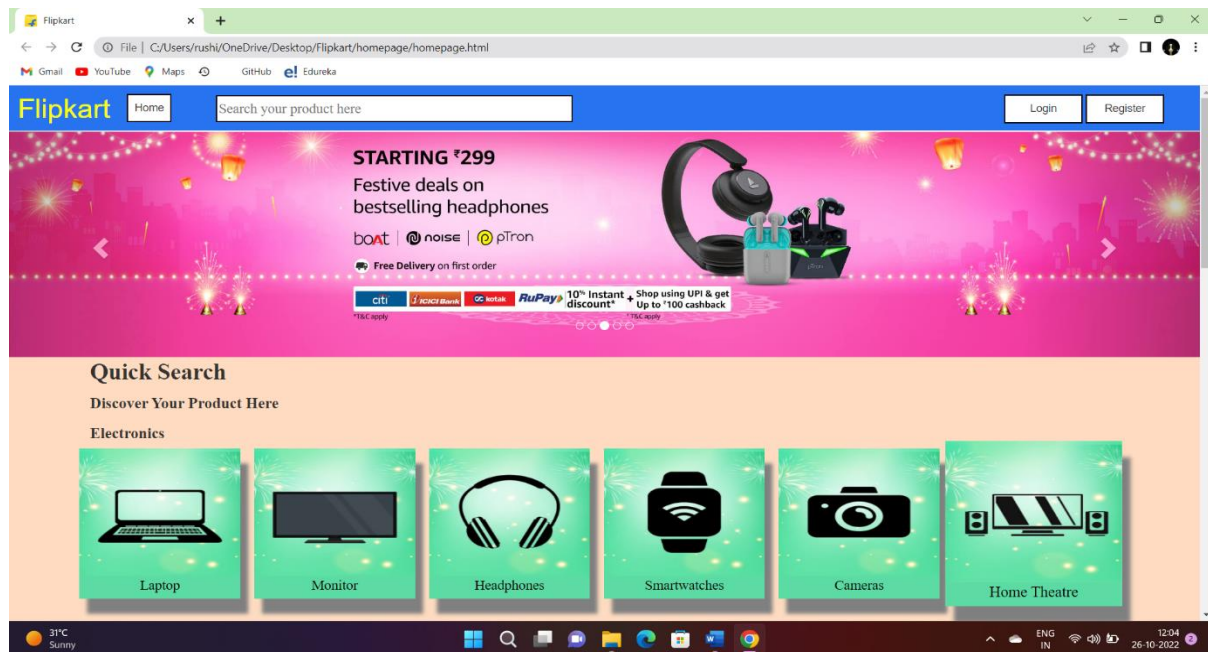 Flipkart
File | C:/Users/rushi/OneDrive/Desktop/Flipkart/homepage/homepage.html
Gmail YouTube Maps GitHub e! Edureka
Flipkart Home Search your product here Login Register
STARTING ₹299
Festive deals on
bestselling headphones
boAt | noise | pTron
Free Delivery on first order
citi ICICI Bank kotak RuPay 10% Instant discount* + Shop using UPI & get Up to ₹100 cashback
*T&C apply *T&C apply
Quick Search
Discover Your Product Here
Electronics
Laptop Monitor Headphones Smartwatches Cameras Home Theatre
31°C
Sunny
ENG
IN
12:04
26-10-2022
2